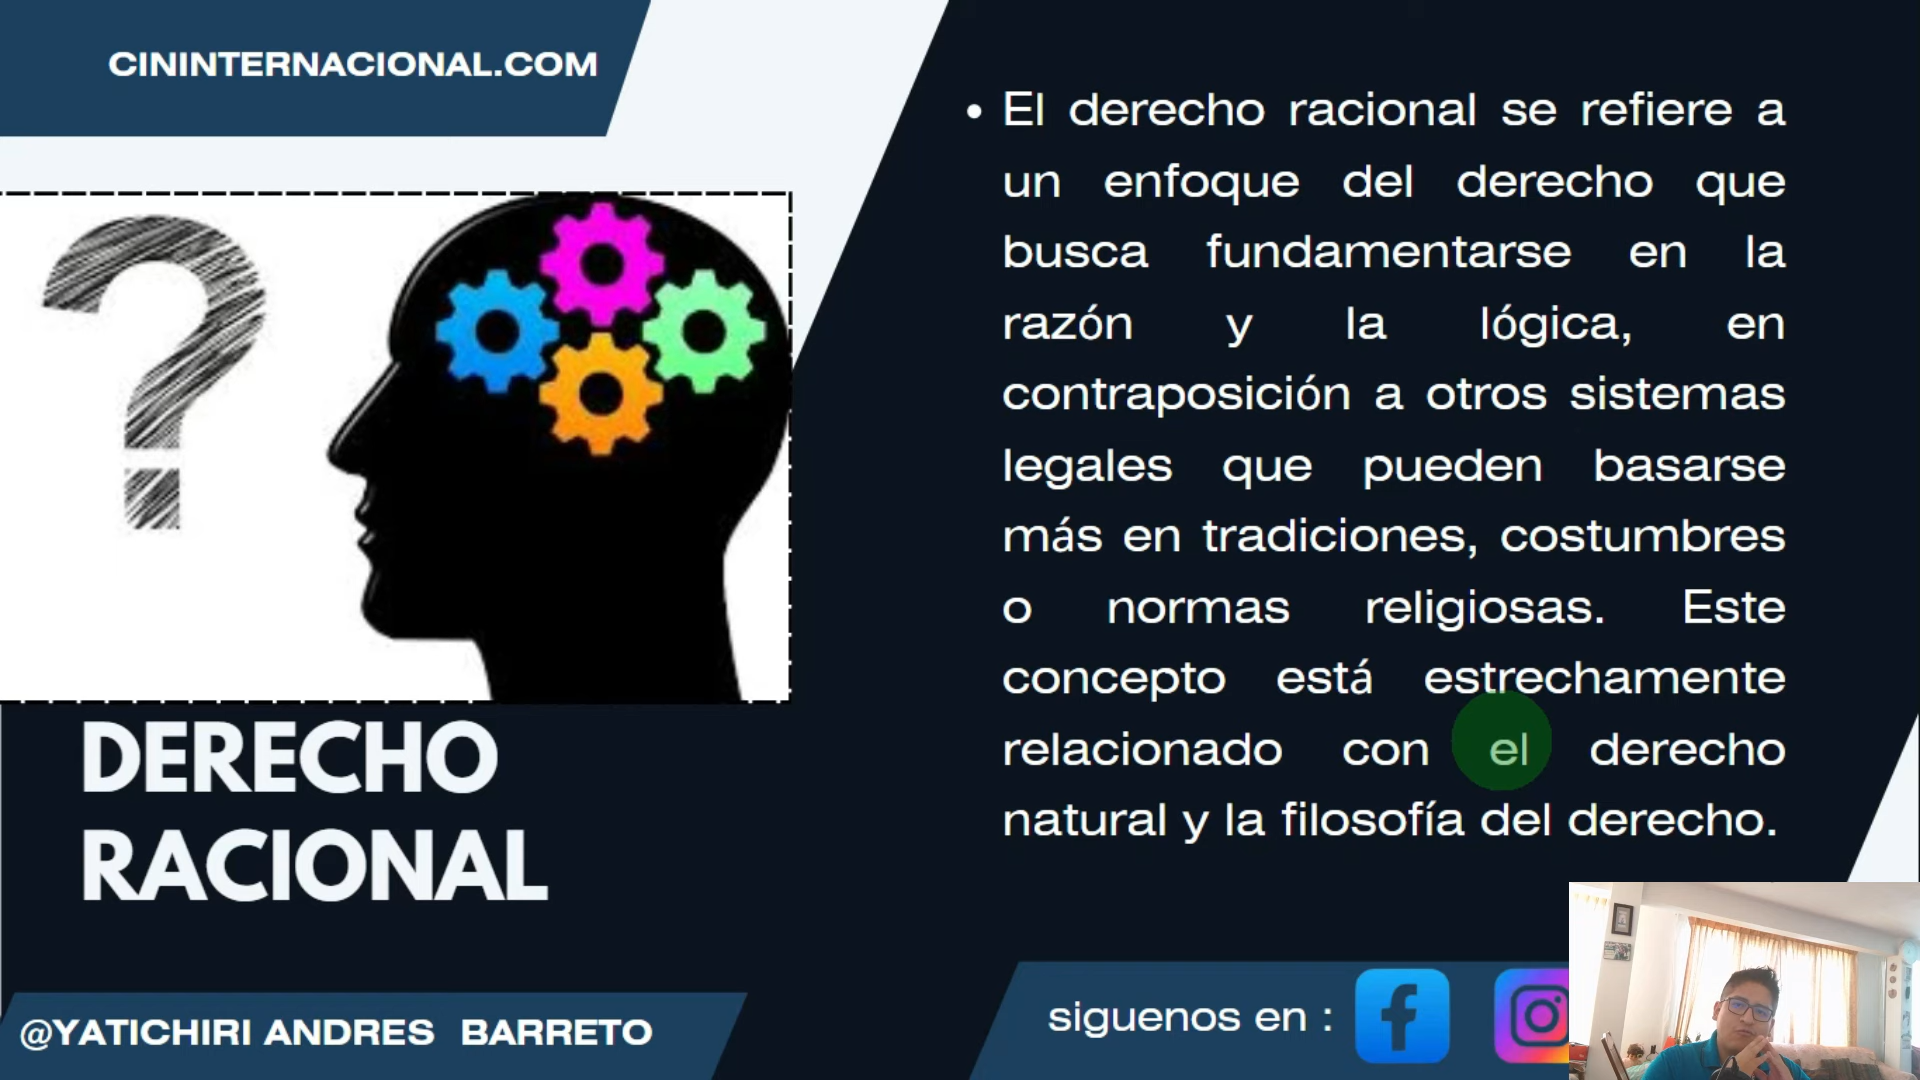 CININTERNACIONAL.COM
?
DERECHO
RACIONAL
@YATICHIRI ANDRES BARRETO
• El derecho racional se refiere a
un enfoque del derecho que
busca fundamentarse en la
razón y la lógica, en
contraposición a otros sistemas
legales que pueden basarse
más en tradiciones, costumbres
o normas religiosas. Este
concepto está estrechamente
relacionado con el derecho
natural y la filosofía del derecho.
siguenos en :